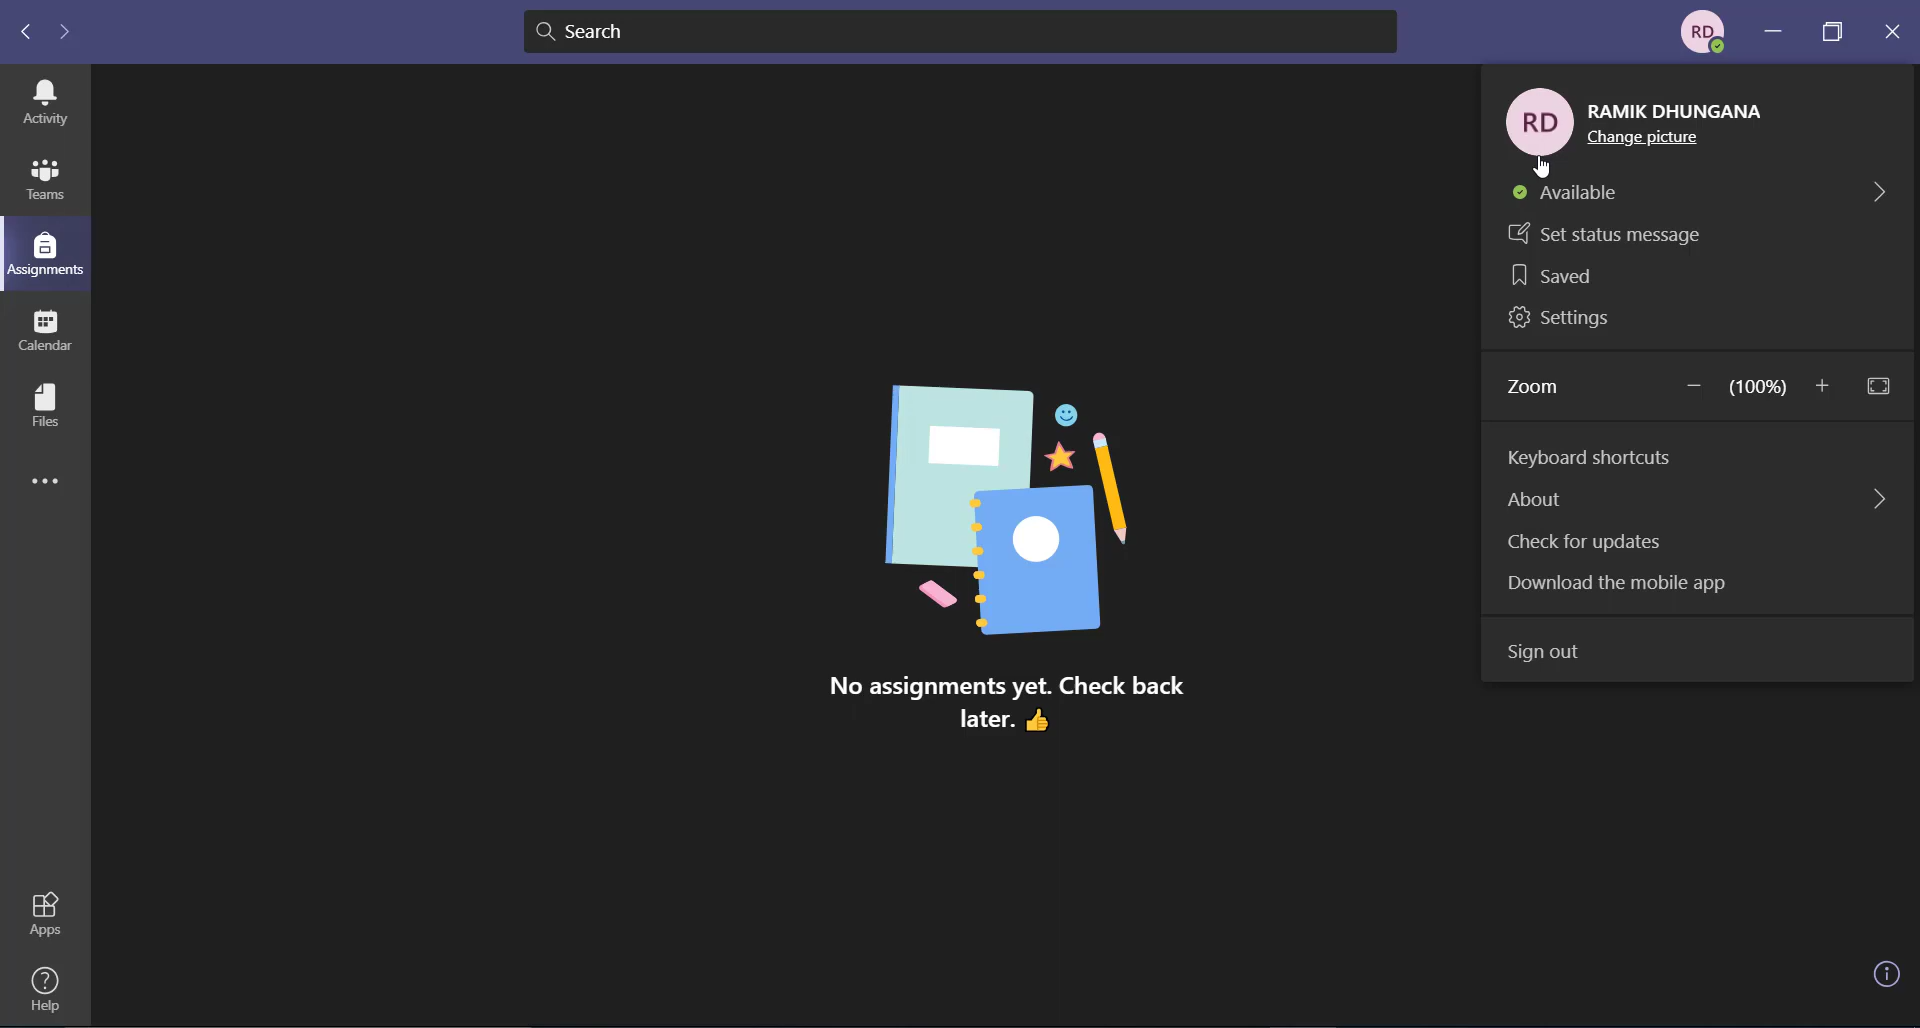 Search
RD
Activity
Teams
Assignments
Calendar
Files
Apps
Help
No assignments yet. Check back
later. 👍
RD
RAMIK DHUNGANA
Change picture
Available
Set status message
Saved
Settings
Zoom
(100%)
Keyboard shortcuts
About
Check for updates
Download the mobile app
Sign out